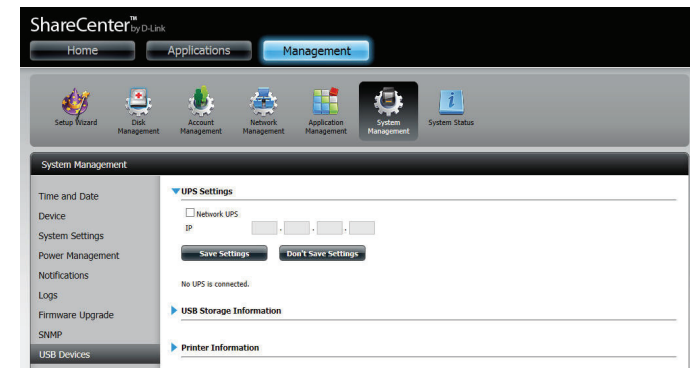 ShareCenter™ by D-Link
Home Applications Management
Setup Wizard Disk Management Account Management Network Management Application Management System Management System Status
System Management
Time and Date
Device
System Settings
Power Management
Notifications
Logs
Firmware Upgrade
SNMP
USB Devices
UPS Settings
Network UPS
IP . . .
Save Settings Don't Save Settings
No UPS is connected.
USB Storage Information
Printer Information